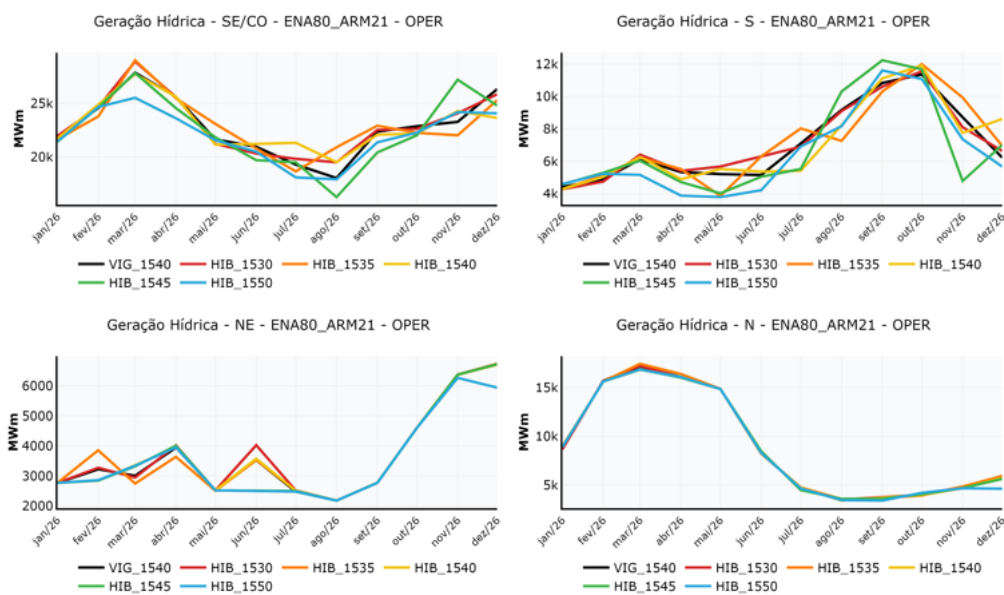 Geração Hídrica - SE/CO - ENA80_ARM21 - OPER
MWm
25k
20k
jan/26 fev/26 mar/26 abr/26 mai/26 jun/26 jul/26 ago/26 set/26 out/26 nov/26 dez/26
VIG_1540 HIB_1530 HIB_1535 HIB_1540
HIB_1545 HIB_1550
Geração Hídrica - S - ENA80_ARM21 - OPER
MWm
12k
10k
8k
6k
4k
jan/26 fev/26 mar/26 abr/26 mai/26 jun/26 jul/26 ago/26 set/26 out/26 nov/26 dez/26
VIG_1540 HIB_1530 HIB_1535 HIB_1540
HIB_1545 HIB_1550
Geração Hídrica - NE - ENA80_ARM21 - OPER
MWm
6000
5000
4000
3000
2000
jan/26 fev/26 mar/26 abr/26 mai/26 jun/26 jul/26 ago/26 set/26 out/26 nov/26 dez/26
VIG_1540 HIB_1530 HIB_1535 HIB_1540
HIB_1545 HIB_1550
Geração Hídrica - N - ENA80_ARM21 - OPER
MWm
15k
10k
5k
jan/26 fev/26 mar/26 abr/26 mai/26 jun/26 jul/26 ago/26 set/26 out/26 nov/26 dez/26
VIG_1540 HIB_1530 HIB_1535 HIB_1540
HIB_1545 HIB_1550